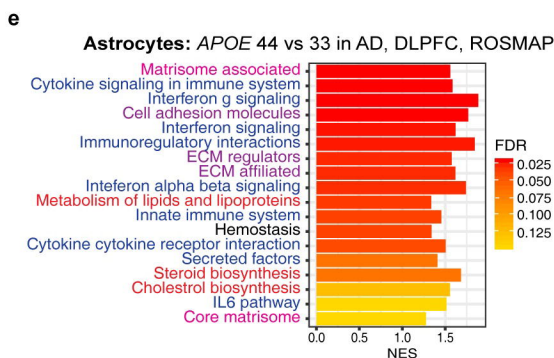 e
Astrocytes: APOE 44 vs 33 in AD, DLPFC, ROSMAP
Matrisome associated
Cytokine signaling in immune system
Interferon g signaling
Cell adhesion molecules
Interferon signaling
Immunoregulatory interactions
ECM regulators
ECM affiliated
Inteferon alpha beta signaling
Metabolism of lipids and lipoproteins
Innate immune system
Hemostasis
Cytokine cytokine receptor interaction
Secreted factors
Steroid biosynthesis
Cholestrol biosynthesis
IL6 pathway
Core matrisome
0.0 0.5 1.0 1.5
NES
FDR
0.025
0.050
0.075
0.100
0.125